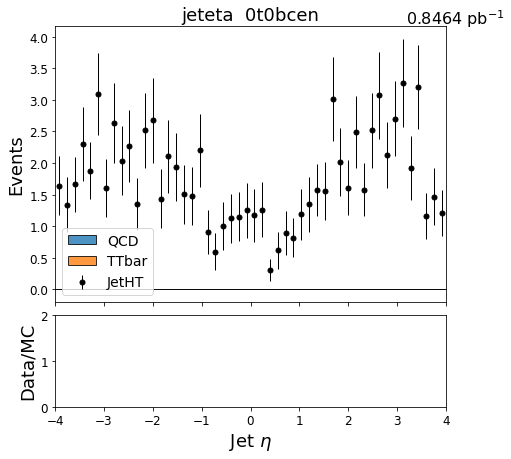 jeteta 0t0bcen
0.8464 pb⁻¹
4.0
3.5
3.0
2.5
2.0
1.5
1.0
0.5
0.0
Events
QCD
TTbar
JetHT
2
1
0
Data/MC
−4 −3 −2 −1 0 1 2 3 4
Jet η